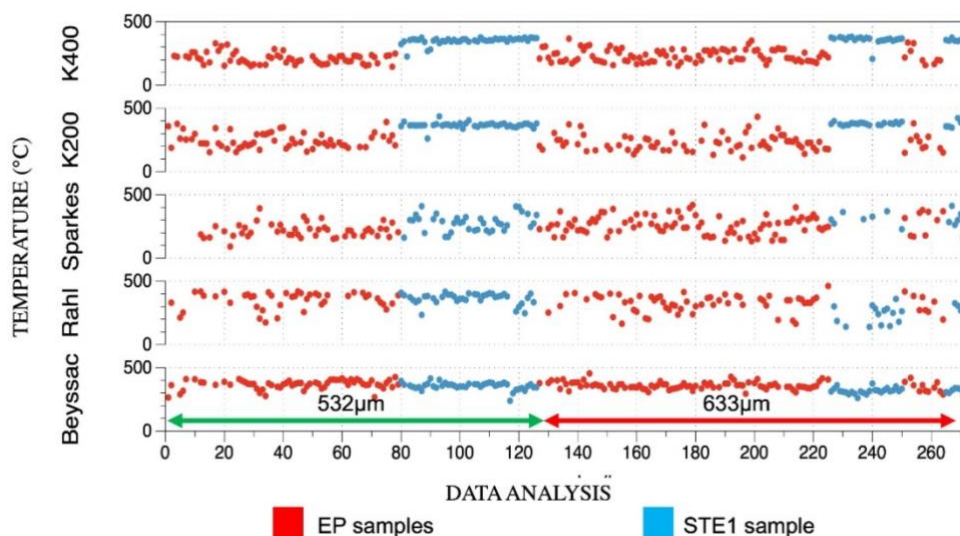 TEMPERATURE (°C)
K400
500
0
K200
500
0
Sparkes
500
0
Rahl
500
0
Beyssac
500
0
532µm
633µm
0 20 40 60 80 100 120 140 160 180 200 220 240 260
DATA ANALYSIS
EP samples
STE1 sample